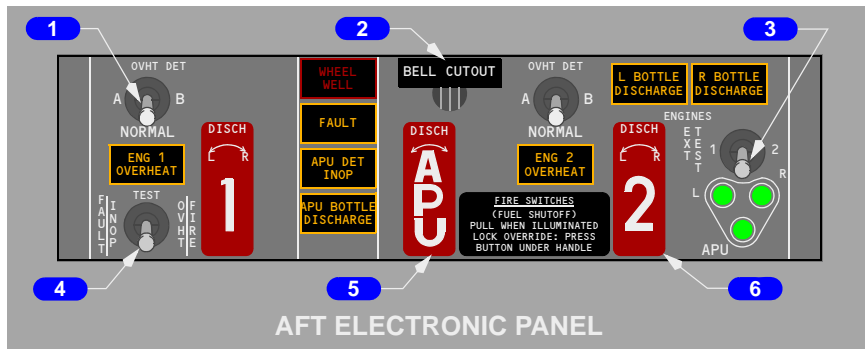 1
2
3
OVHT DET
A
B
NORMAL
ENG 1
OVERHEAT
TEST
FAULT
INOP
OVHT
FIRE
DISCH
L
R
1
WHEEL
WELL
FAULT
APU DET
INOP
APU BOTTLE
DISCHARGE
BELL CUTOUT
DISCH
APU
OVHT DET
A
B
NORMAL
ENG 2
OVERHEAT
FIRE SWITCHES
(FUEL SHUTOFF)
PULL WHEN ILLUMINATED
LOCK OVERRIDE: PRESS
BUTTON UNDER HANDLE
L BOTTLE
DISCHARGE
R BOTTLE
DISCHARGE
DISCH
L
R
2
ENGINES
EXT
TEST
1
2
L
R
APU
4
5
6
AFT ELECTRONIC PANEL